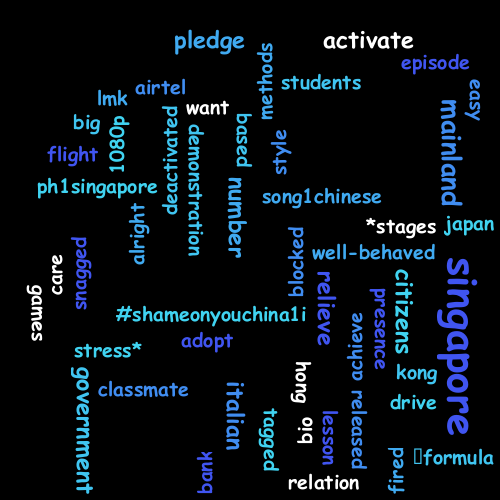 pledge
activate
episode
methods
students
easy
airtel
lmk
want
mainland
big
1080p
deactivated
demonstration
based
style
flight
ph1singapore
number
song1chinese
alright
*stages
japan
snagged
care
blocked
well-behaved
games
relieve
presence
citizens
singapore
#shameonyouchina1i
adopt
achieve
stress*
government
classmate
hong
kong
italian
tagged
bio
lesson
released
drive
bank
relation
fired
formula